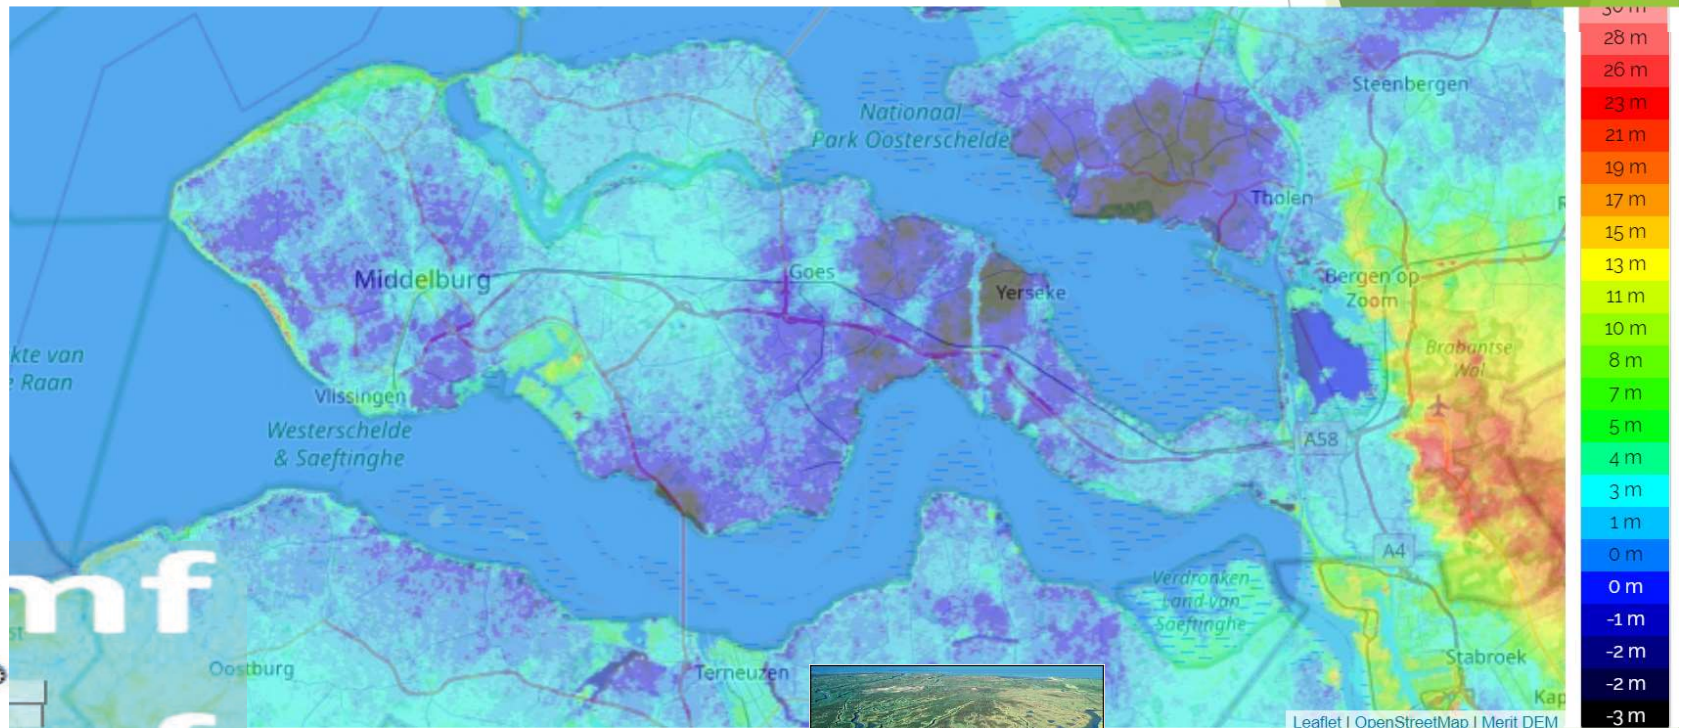 Steenbergen
Nationaal
Park Oosterschelde
Tholen
Middelburg
Goes
Yerseke
Bergen op
Zoom
kte van
Raan
Brabantse
Wal
Vlissingen
Westerschelde
& Saeftinghe
A58
A4
mf
Verdronken
Land van
Saeftinghe
Oostburg
Terneuzen
Stabroek
Kap
Leaflet | OpenStreetMap | Merit DEM
30 m
28 m
26 m
23 m
21 m
19 m
17 m
15 m
13 m
11 m
10 m
8 m
7 m
5 m
4 m
3 m
1 m
0 m
0 m
-1 m
-2 m
-2 m
-3 m